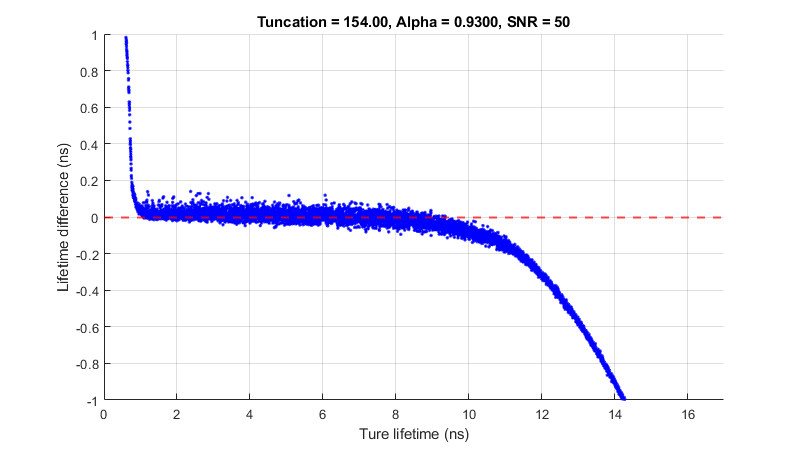 Tuncation = 154.00, Alpha = 0.9300, SNR = 50
1
0.8
0.6
0.4
0.2
0
-0.2
-0.4
-0.6
-0.8
-1
Lifetime difference (ns)
0 2 4 6 8 10 12 14 16
Ture lifetime (ns)